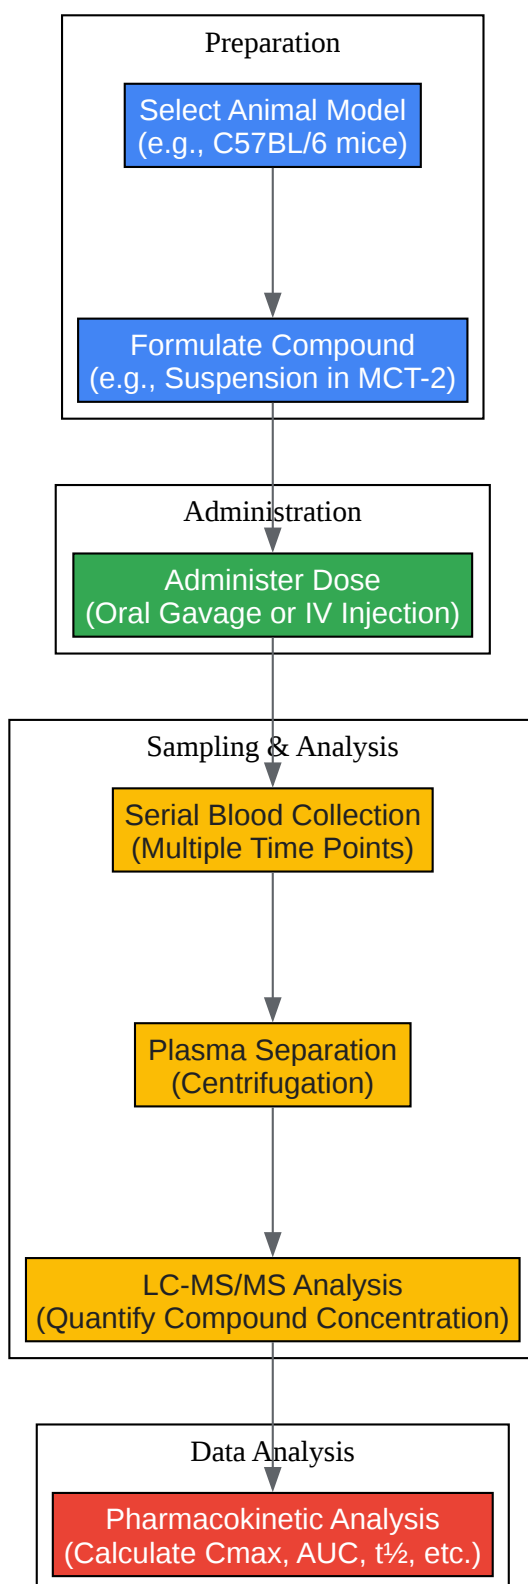 Preparation
Select Animal Model
(e.g., C57BL/6 mice)
Formulate Compound
(e.g., Suspension in MCT-2)
Administration
Administer Dose
(Oral Gavage or IV Injection)
Sampling & Analysis
Serial Blood Collection
(Multiple Time Points)
Plasma Separation
(Centrifugation)
LC-MS/MS Analysis
(Quantify Compound Concentration)
Data Analysis
Pharmacokinetic Analysis
(Calculate Cmax, AUC, t½, etc.)